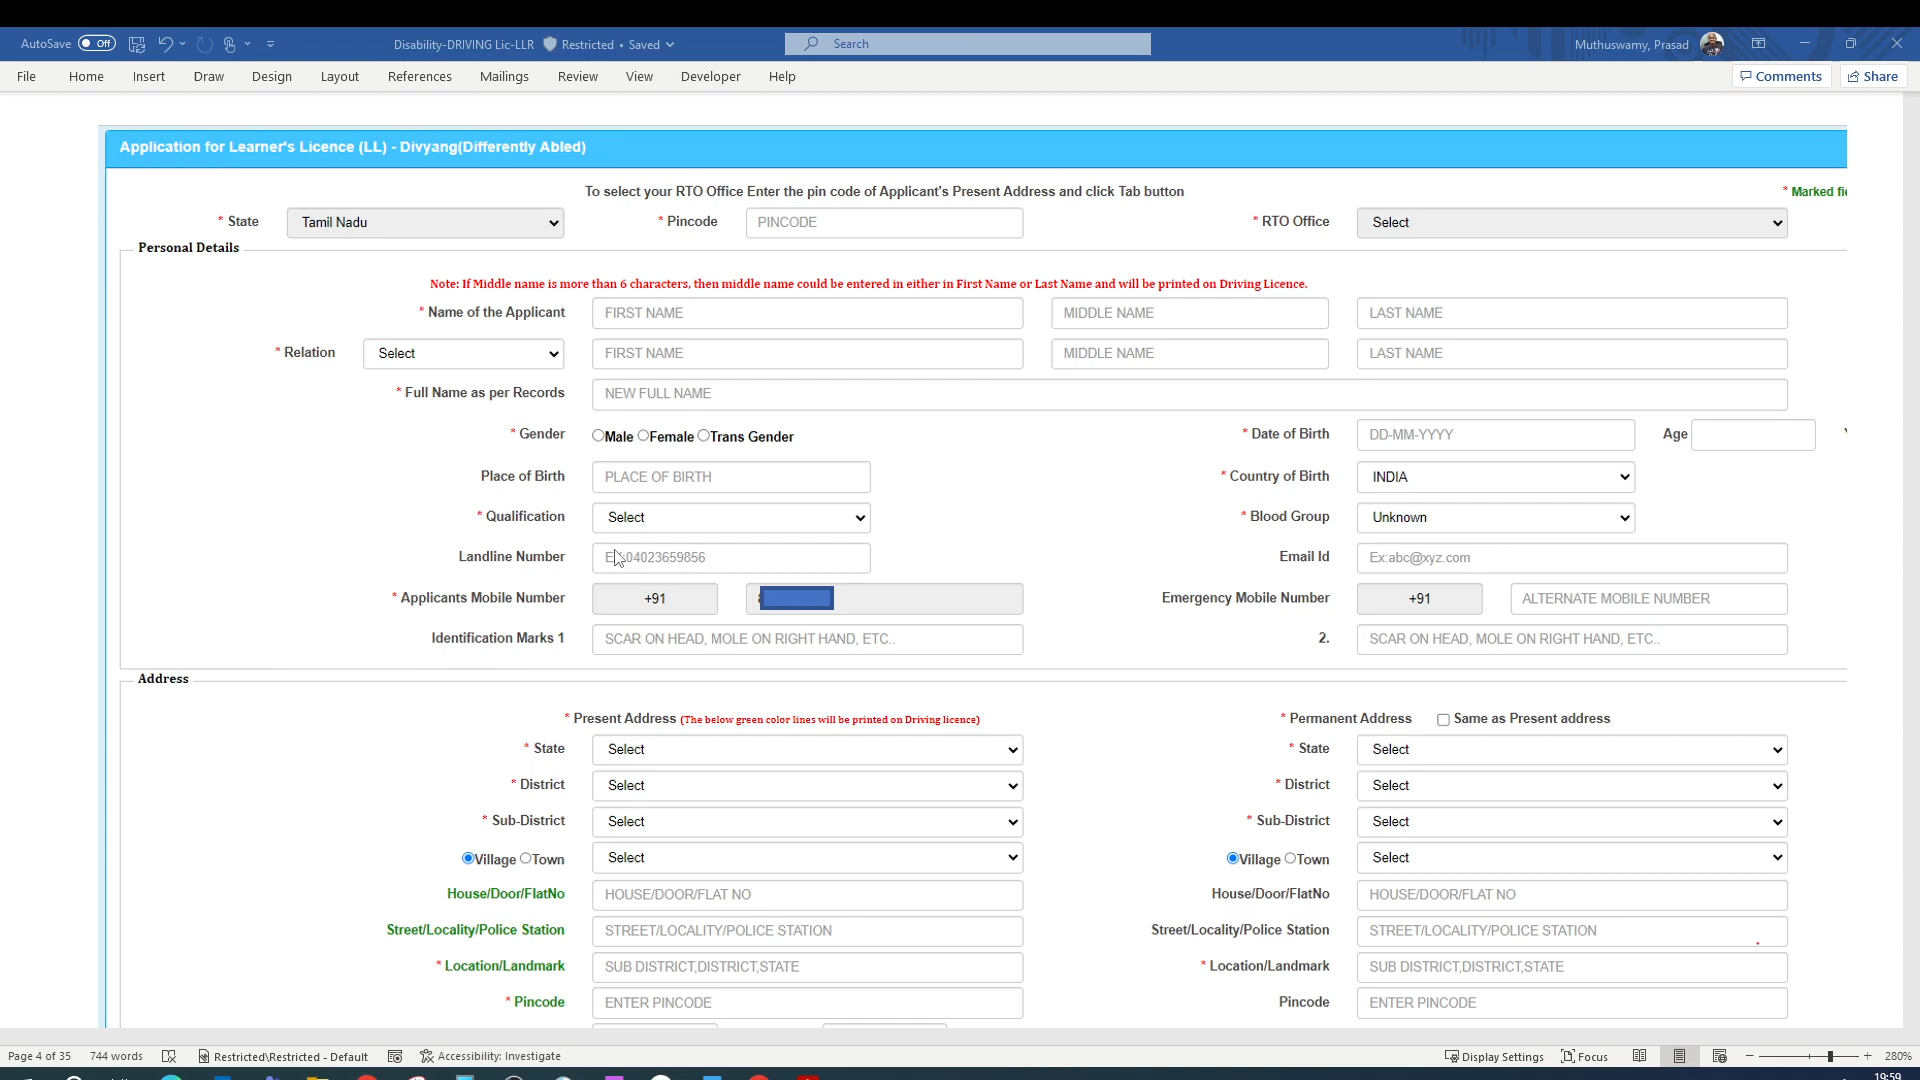 AutoSave Off Disability-DRIVING Lic-LLR Restricted • Saved Search Muthuswamy, Prasad
File Home Insert Draw Design Layout References Mailings Review View Developer Help Comments Share
Application for Learner's Licence (LL) - Divyang(Differently Abled)
To select your RTO Office Enter the pin code of Applicant's Present Address and click Tab button * Marked
* State Tamil Nadu * Pincode PINCODE * RTO Office Select
Personal Details
Note: If Middle name is more than 6 characters, then middle name could be entered in either in First Name or Last Name and will be printed on Driving Licence.
* Name of the Applicant FIRST NAME MIDDLE NAME LAST NAME
* Relation Select FIRST NAME MIDDLE NAME LAST NAME
* Full Name as per Records NEW FULL NAME
* Gender Male Female Trans Gender * Date of Birth DD-MM-YYYY Age
Place of Birth PLACE OF BIRTH * Country of Birth INDIA
* Qualification Select * Blood Group Unknown
Landline Number 04023659856 Email Id Ex:abc@xyz.com
* Applicants Mobile Number +91 Emergency Mobile Number +91 ALTERNATE MOBILE NUMBER
Identification Marks 1 SCAR ON HEAD, MOLE ON RIGHT HAND, ETC.. 2. SCAR ON HEAD, MOLE ON RIGHT HAND, ETC..
Address
* Present Address (The below green color lines will be printed on Driving licence) * Permanent Address Same as Present address
* State Select * State Select
* District Select * District Select
* Sub-District Select * Sub-District Select
Village Town Select Village Town Select
House/Door/FlatNo HOUSE/DOOR/FLAT NO House/Door/FlatNo HOUSE/DOOR/FLAT NO
Street/Locality/Police Station STREET/LOCALITY/POLICE STATION Street/Locality/Police Station STREET/LOCALITY/POLICE STATION
* Location/Landmark SUB DISTRICT,DISTRICT,STATE * Location/Landmark SUB DISTRICT,DISTRICT,STATE
* Pincode ENTER PINCODE Pincode ENTER PINCODE
Page 4 of 35 744 words Restricted\Restricted - Default Accessibility: Investigate Display Settings Focus 280%
19:59